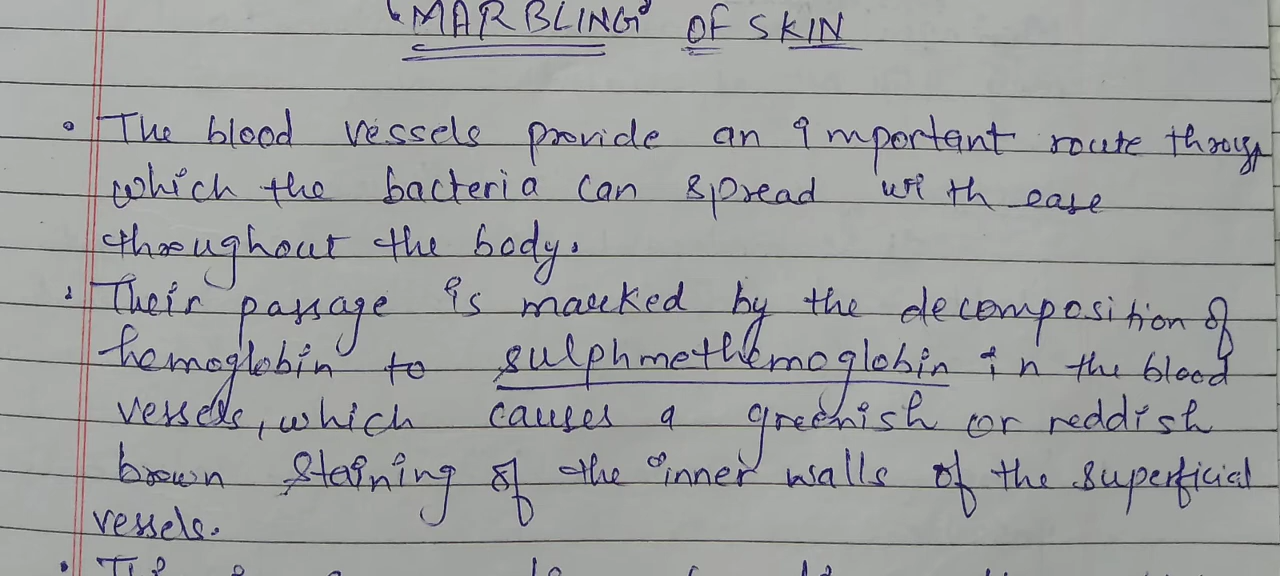 "MARBLING" OF SKIN
• The blood vessels provide an important route throug
which the bacteria can spread with ease
throughout the body.
• Their passage is marked by the decomposition of
hemoglobin to sulphmethemoglobin in the blood
vessels, which causes a greenish or reddish
brown staining of the inner walls of the superficial
vessels.